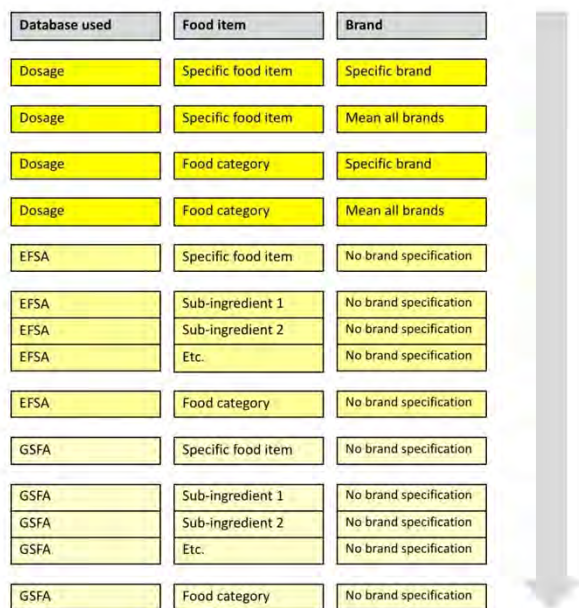 Database used Food item Brand
Dosage Specific food item Specific brand
Dosage Specific food item Mean all brands
Dosage Food category Specific brand
Dosage Food category Mean all brands
EFSA Specific food item No brand specification
EFSA Sub-ingredient 1 No brand specification
EFSA Sub-ingredient 2 No brand specification
EFSA Etc. No brand specification
EFSA Food category No brand specification
GSFA Specific food item No brand specification
GSFA Sub-ingredient 1 No brand specification
GSFA Sub-ingredient 2 No brand specification
GSFA Etc. No brand specification
GSFA Food category No brand specification